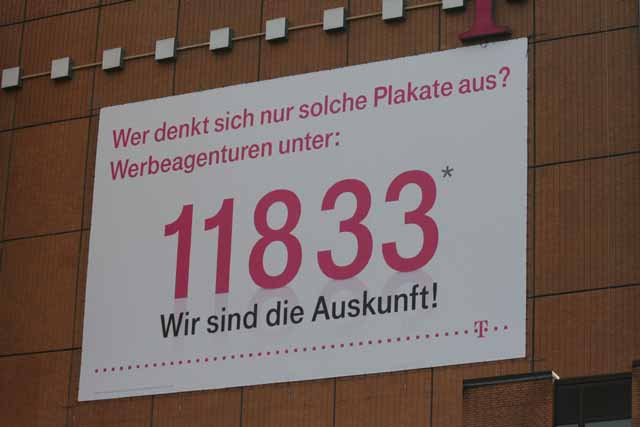 Wer denkt sich nur solche Plakate aus?
Werbeagenturen unter:
11833*
Wir sind die Auskunft!
T